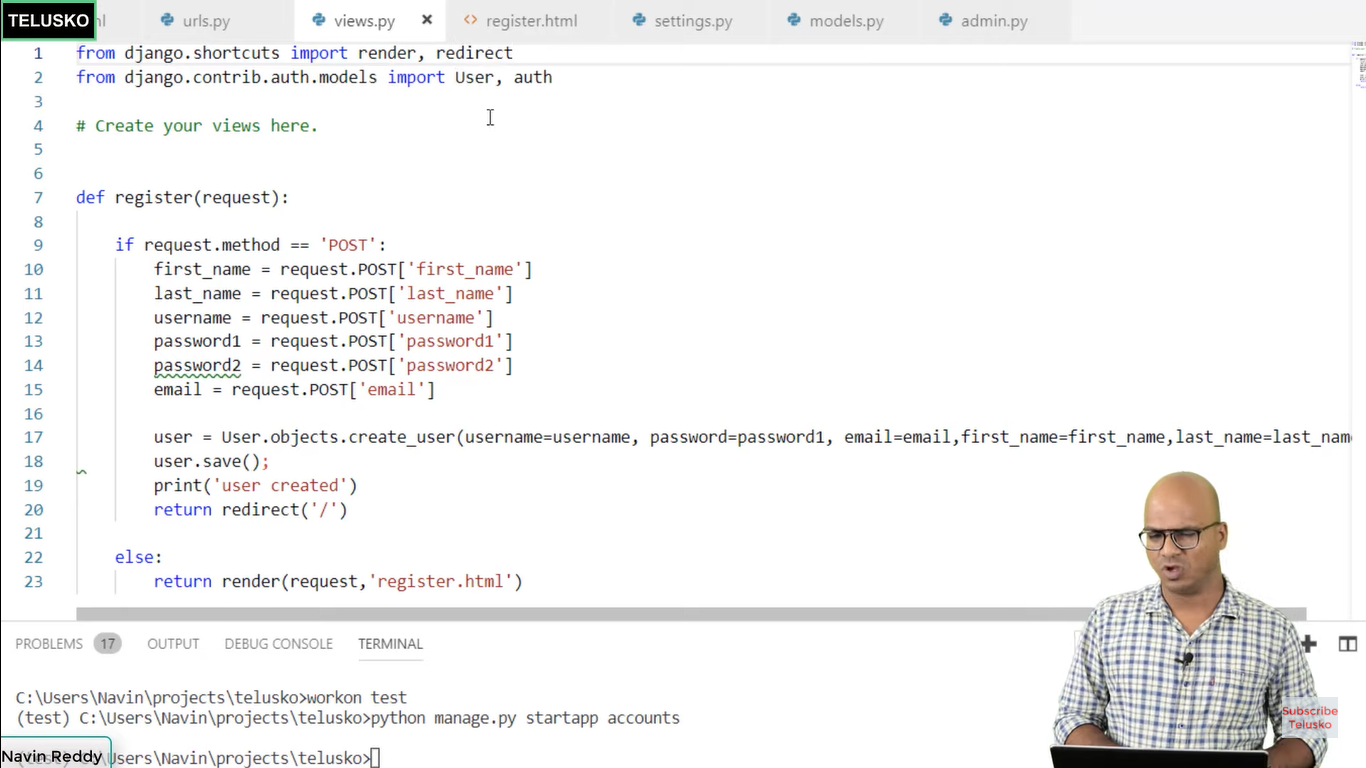 TELUSKO
urls.py
views.py ×
<> register.html
settings.py
models.py
admin.py
1 from django.shortcuts import render, redirect
2 from django.contrib.auth.models import User, auth
3
4 # Create your views here.
5
6
7 def register(request):
8
9 if request.method == 'POST':
10 first_name = request.POST['first_name']
11 last_name = request.POST['last_name']
12 username = request.POST['username']
13 password1 = request.POST['password1']
14 password2 = request.POST['password2']
15 email = request.POST['email']
16
17 user = User.objects.create_user(username=username, password=password1, email=email,first_name=first_name,last_name=last_nam
18 user.save();
19 print('user created')
20 return redirect('/')
21
22 else:
23 return render(request,'register.html')
PROBLEMS 17 OUTPUT DEBUG CONSOLE TERMINAL
C:\Users\Navin\projects\telusko>workon test
(test) C:\Users\Navin\projects\telusko>python manage.py startapp accounts
\Users\Navin\projects\telusko>
Navin Reddy
Subscribe
Telusko